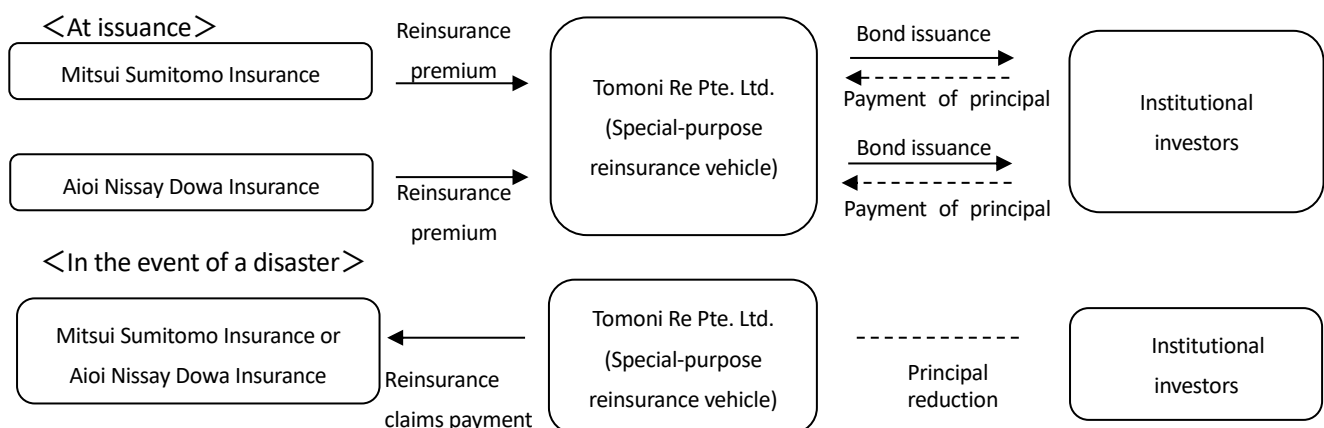 <At issuance>
Mitsui Sumitomo Insurance
Reinsurance
premium
Aioi Nissay Dowa Insurance
Reinsurance
premium
Tomoni Re Pte. Ltd.
(Special-purpose
reinsurance vehicle)
Bond issuance
Payment of principal
Bond issuance
Payment of principal
Institutional
investors
<In the event of a disaster>
Mitsui Sumitomo Insurance or
Aioi Nissay Dowa Insurance
Reinsurance
claims payment
Tomoni Re Pte. Ltd.
(Special-purpose
reinsurance vehicle)
Principal
reduction
Institutional
investors